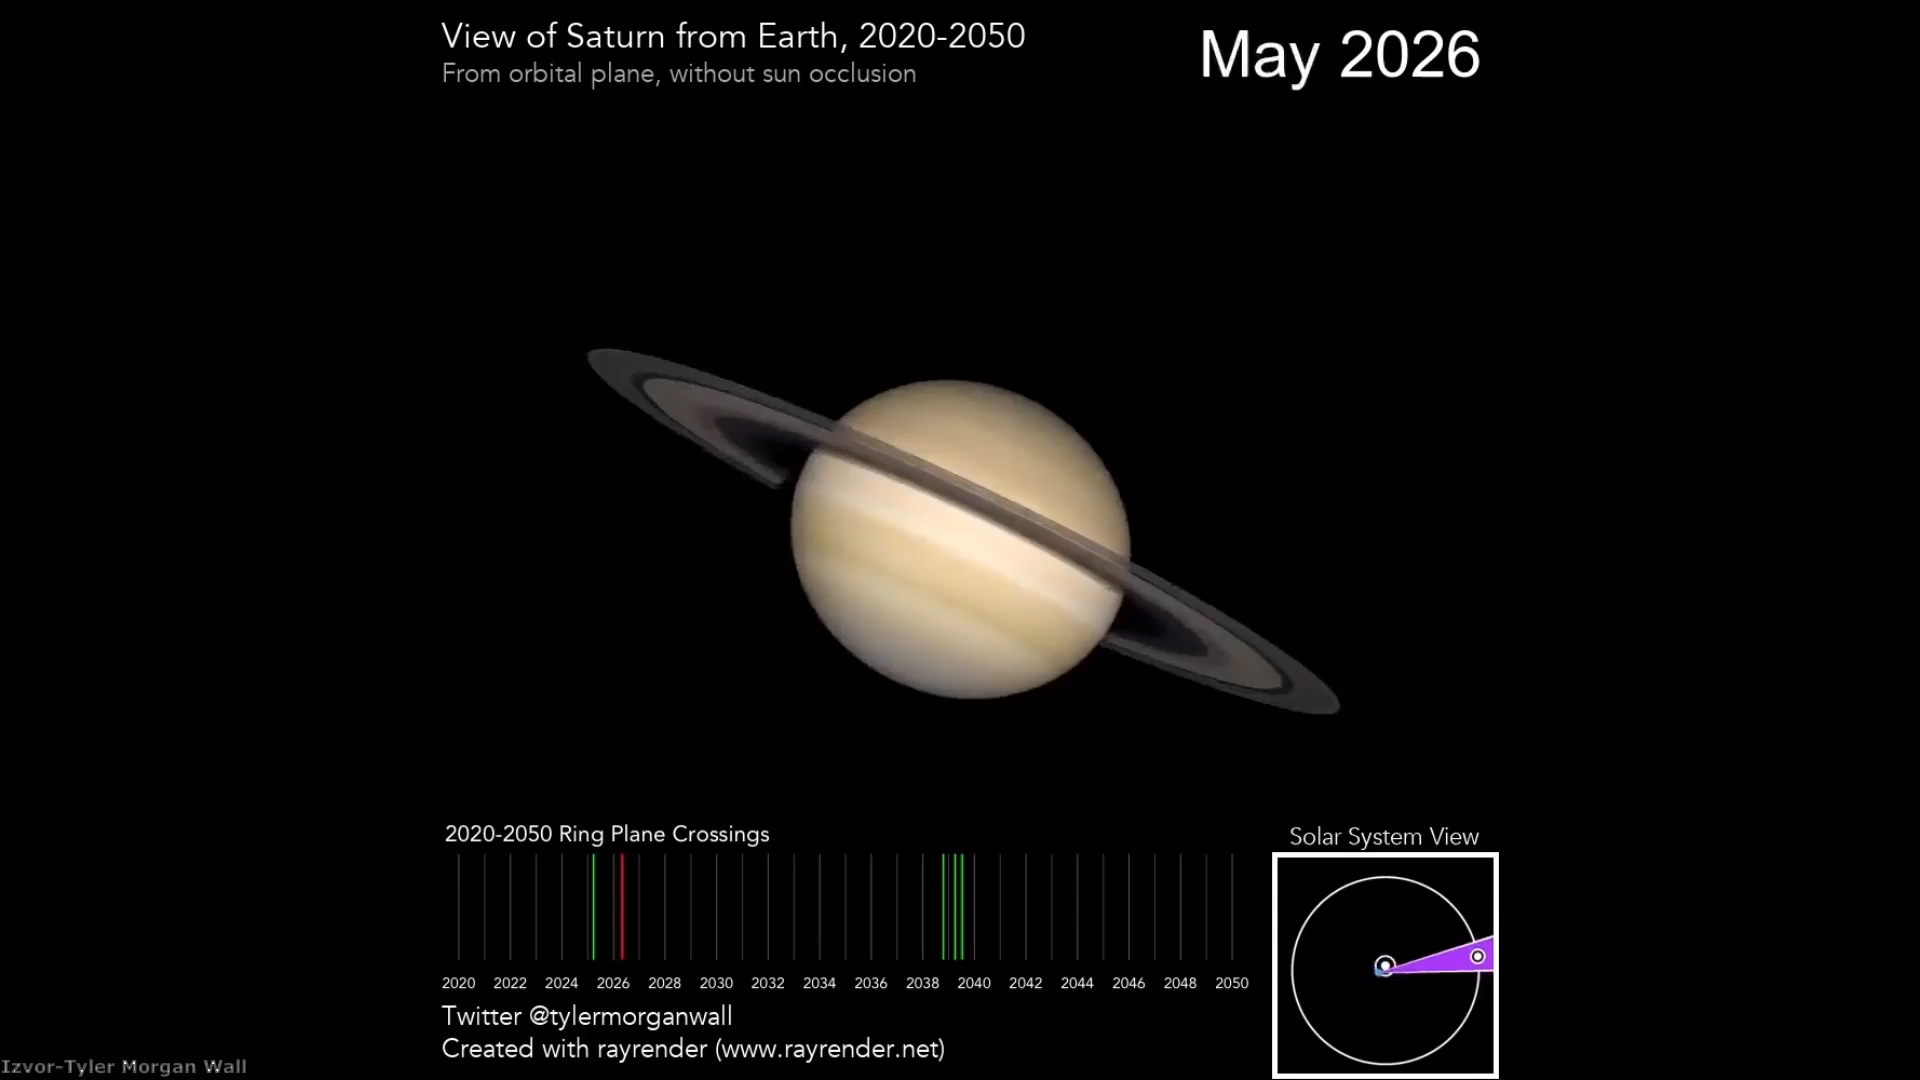 View of Saturn from Earth, 2020-2050
From orbital plane, without sun occlusion
May 2026
2020-2050 Ring Plane Crossings
2020 2022 2024 2026 2028 2030 2032 2034 2036 2038 2040 2042 2044 2046 2048 2050
Solar System View
Twitter @tylermorganwall
Created with rayrender (www.rayrender.net)
Izvor-Tyler Morgan Wall